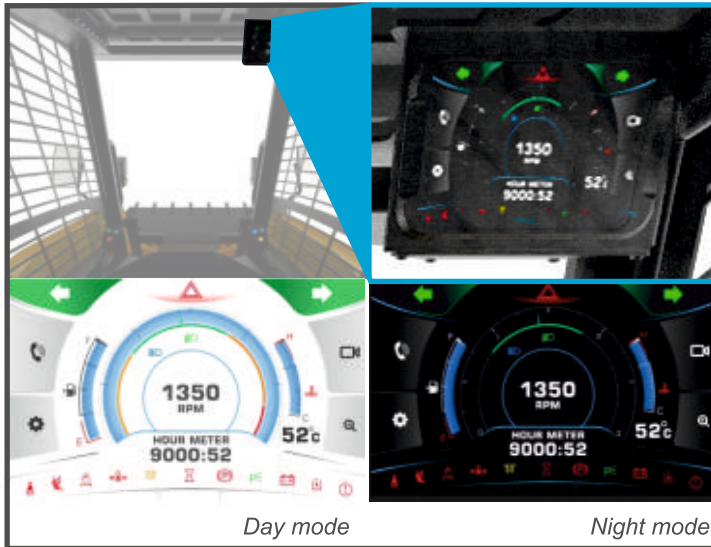 1350
RPM
HOUR METER
9000:52
52°C
F
H
1350
RPM
E
C
52°C
HOUR METER
9000:52
Day mode
H
1350
RPM
C
52°C
HOUR METER
9000:52
Night mode